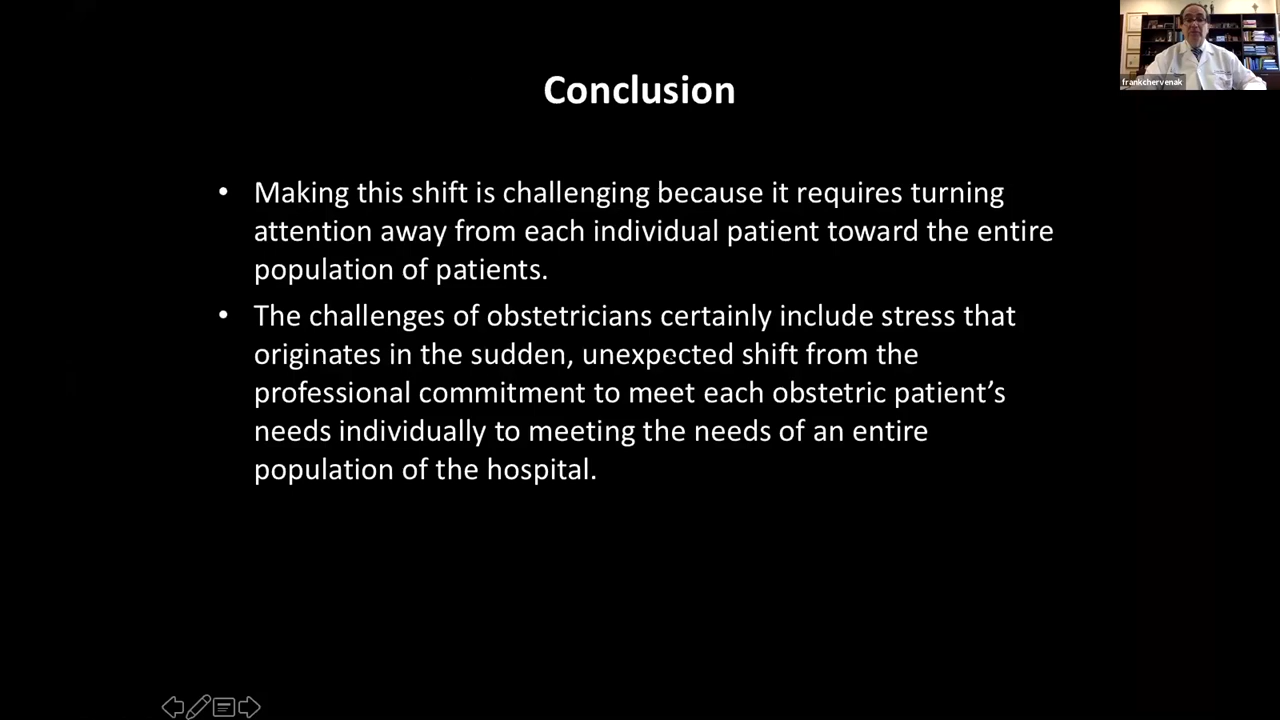 Conclusion
• Making this shift is challenging because it requires turning
attention away from each individual patient toward the entire
population of patients.
• The challenges of obstetricians certainly include stress that
originates in the sudden, unexpected shift from the
professional commitment to meet each obstetric patient’s
needs individually to meeting the needs of an entire
population of the hospital.
frankchervenak